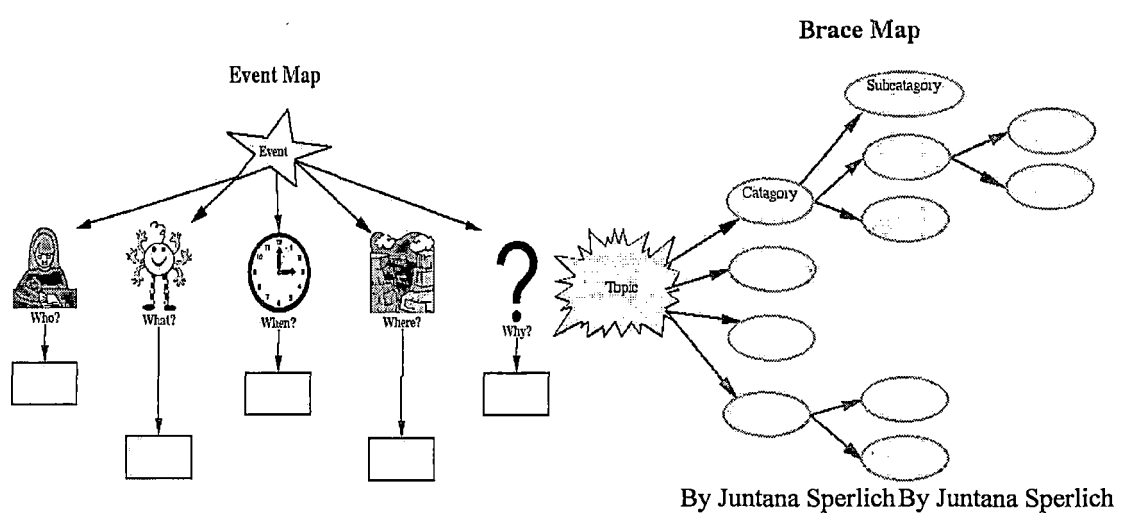 Brace Map
Event Map
Subcatagory
Event
Catagory
Topic
Who?
What?
When?
Where?
Why?
By Juntana Sperlich By Juntana Sperlich